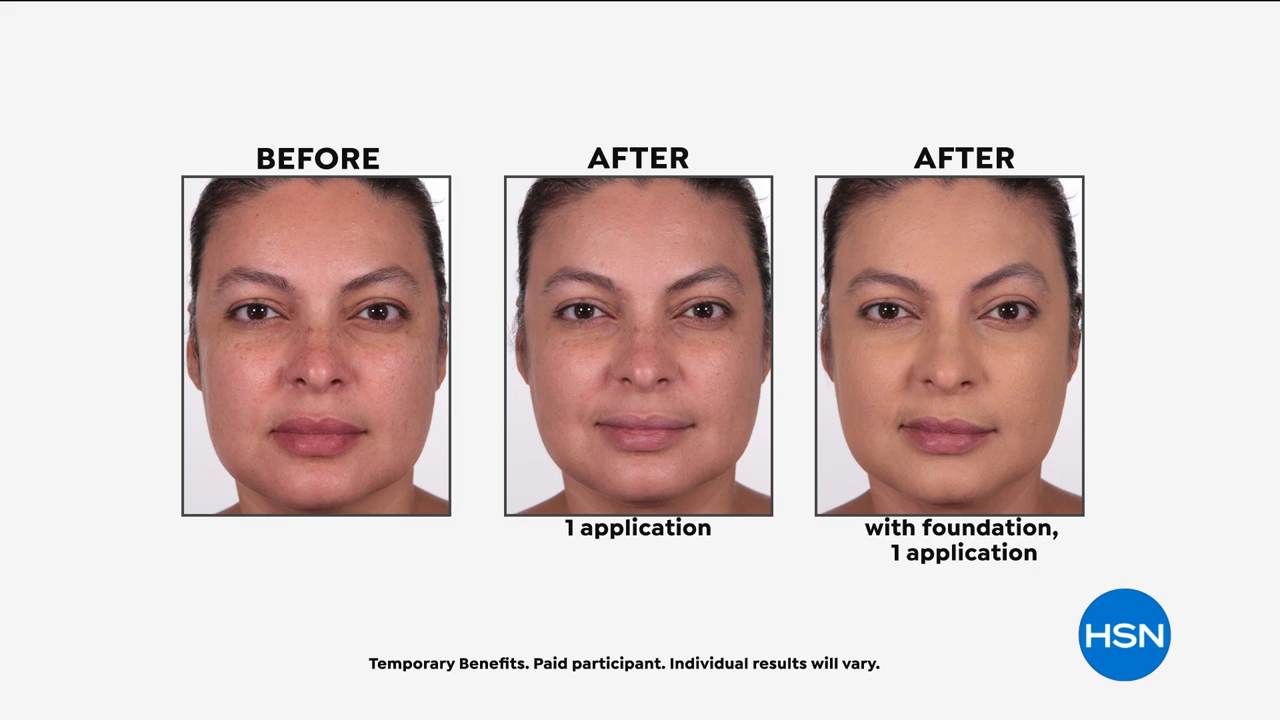 BEFORE
AFTER
AFTER
1 application
with foundation,
1 application
HSN
Temporary Benefits. Paid participant. Individual results will vary.